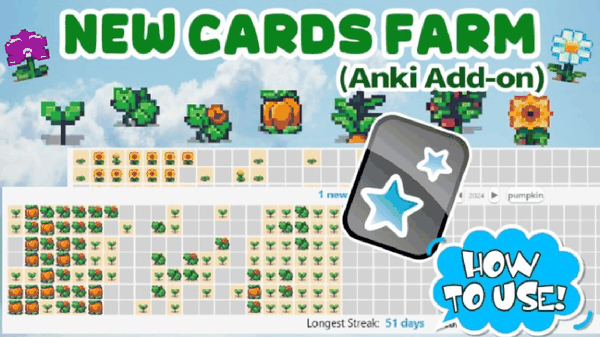 NEW CARDS FARM
(Anki Add-on)
1 new
2024
pumpkin
HOW
TO USE!
Longest Streak: 51 days